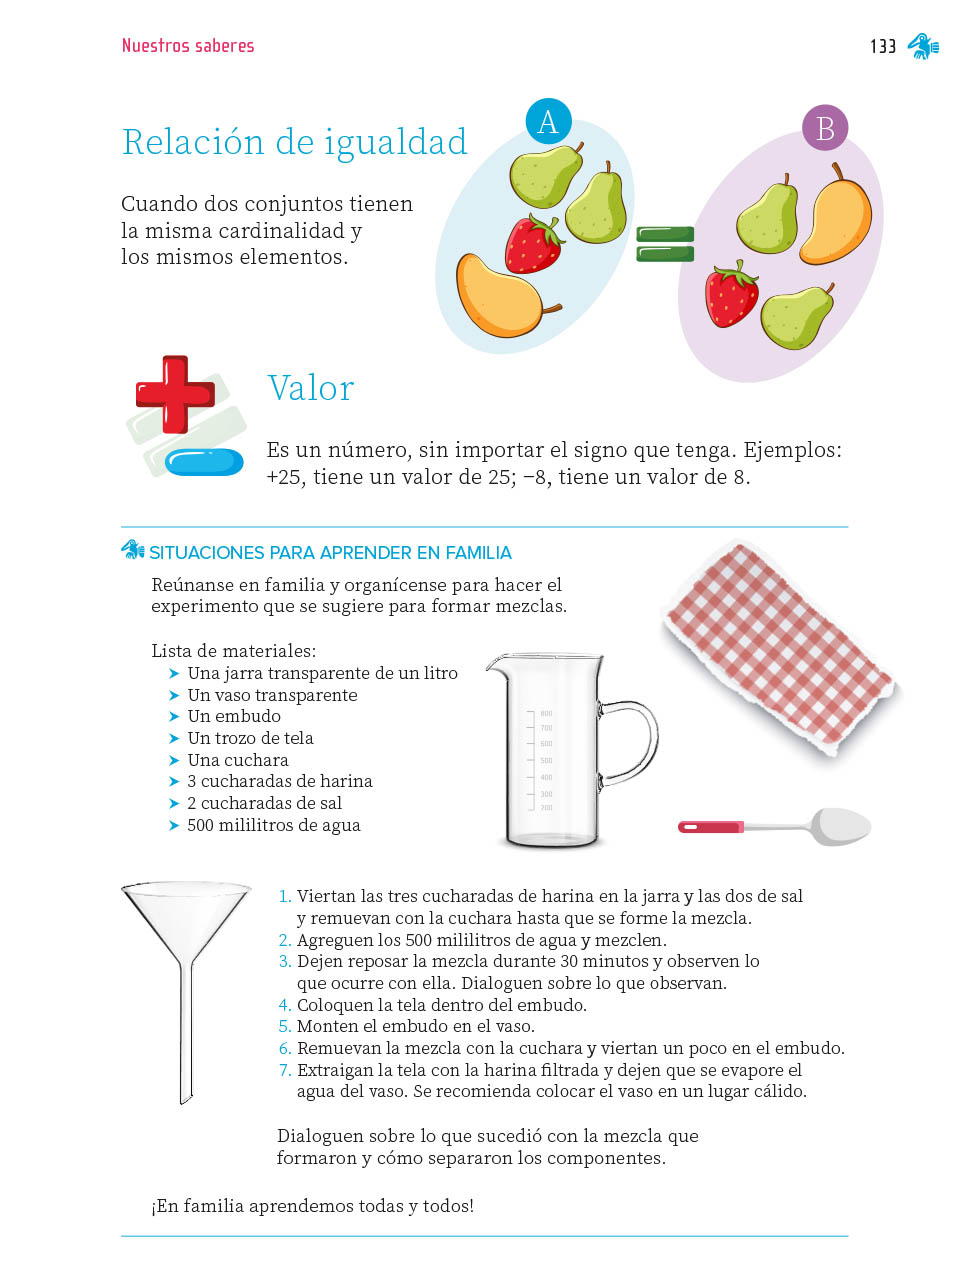 Nuestros saberes
133
Relación de igualdad
Cuando dos conjuntos tienen
la misma cardinalidad y
los mismos elementos.
A
B
Valor
Es un número, sin importar el signo que tenga. Ejemplos:
+25, tiene un valor de 25; −8, tiene un valor de 8.
SITUACIONES PARA APRENDER EN FAMILIA
Reúnanse en familia y organícense para hacer el
experimento que se sugiere para formar mezclas.
Lista de materiales:
➤ Una jarra transparente de un litro
➤ Un vaso transparente
➤ Un embudo
➤ Un trozo de tela
➤ Una cuchara
➤ 3 cucharadas de harina
➤ 2 cucharadas de sal
➤ 500 mililitros de agua
800
700
600
500
400
300
200
1. Viertan las tres cucharadas de harina en la jarra y las dos de sal
y remuevan con la cuchara hasta que se forme la mezcla.
2. Agreguen los 500 mililitros de agua y mezclen.
3. Dejen reposar la mezcla durante 30 minutos y observen lo
que ocurre con ella. Dialoguen sobre lo que observan.
4. Coloquen la tela dentro del embudo.
5. Monten el embudo en el vaso.
6. Remuevan la mezcla con la cuchara y viertan un poco en el embudo.
7. Extraigan la tela con la harina filtrada y dejen que se evapore el
agua del vaso. Se recomienda colocar el vaso en un lugar cálido.
Dialoguen sobre lo que sucedió con la mezcla que
formaron y cómo separaron los componentes.
¡En familia aprendemos todas y todos!